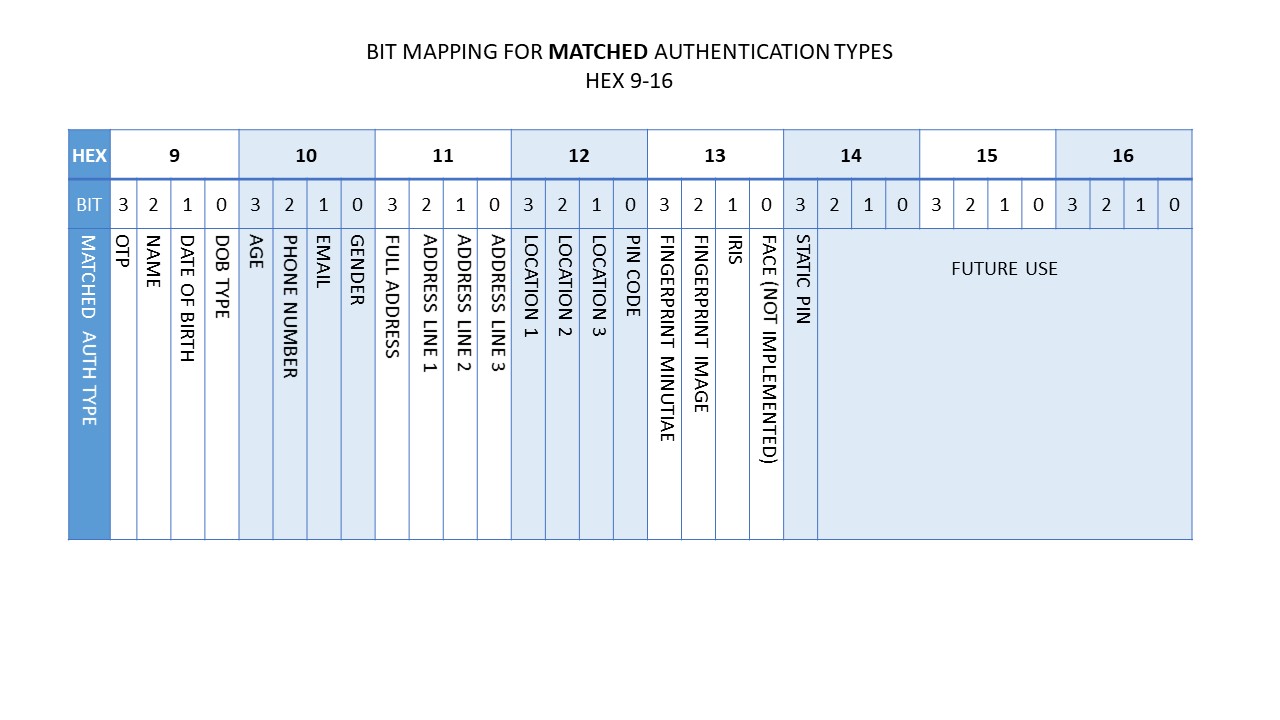 BIT MAPPING FOR MATCHED AUTHENTICATION TYPES
HEX 9-16
HEX 9 10 11 12 13 14 15 16
BIT 3 2 1 0 3 2 1 0 3 2 1 0 3 2 1 0 3 2 1 0 3 2 1 0 3 2 1 0 3 2 1 0
MATCHED AUTH TYPE
OTP
NAME
DATE OF BIRTH
DOB TYPE
AGE
PHONE NUMBER
EMAIL
GENDER
FULL ADDRESS
ADDRESS LINE 1
ADDRESS LINE 2
ADDRESS LINE 3
LOCATION 1
LOCATION 2
LOCATION 3
PIN CODE
FINGERPRINT MINUTIAE
FINGERPRINT IMAGE
IRIS
FACE (NOT IMPLEMENTED)
STATIC PIN
FUTURE USE